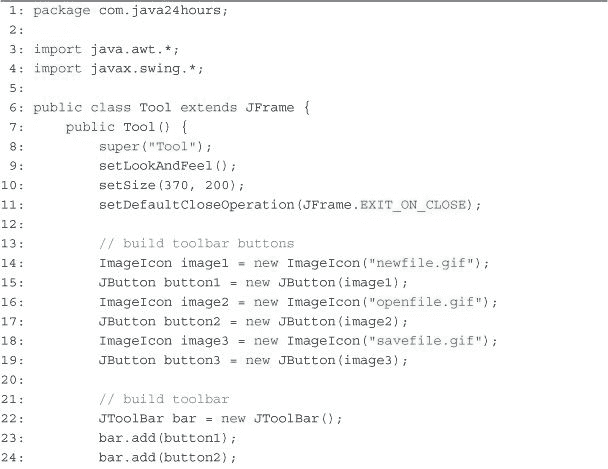 1: package com.java24hours;
2:
3: import java.awt.*;
4: import javax.swing.*;
5:
6: public class Tool extends JFrame {
7:     public Tool() {
8:         super("Tool");
9:         setLookAndFeel();
10:         setSize(370, 200);
11:         setDefaultCloseOperation(JFrame.EXIT_ON_CLOSE);
12:
13:         // build toolbar buttons
14:         ImageIcon image1 = new ImageIcon("newfile.gif");
15:         JButton button1 = new JButton(image1);
16:         ImageIcon image2 = new ImageIcon("openfile.gif");
17:         JButton button2 = new JButton(image2);
18:         ImageIcon image3 = new ImageIcon("savefile.gif");
19:         JButton button3 = new JButton(image3);
20:
21:         // build toolbar
22:         JToolBar bar = new JToolBar();
23:         bar.add(button1);
24:         bar.add(button2);